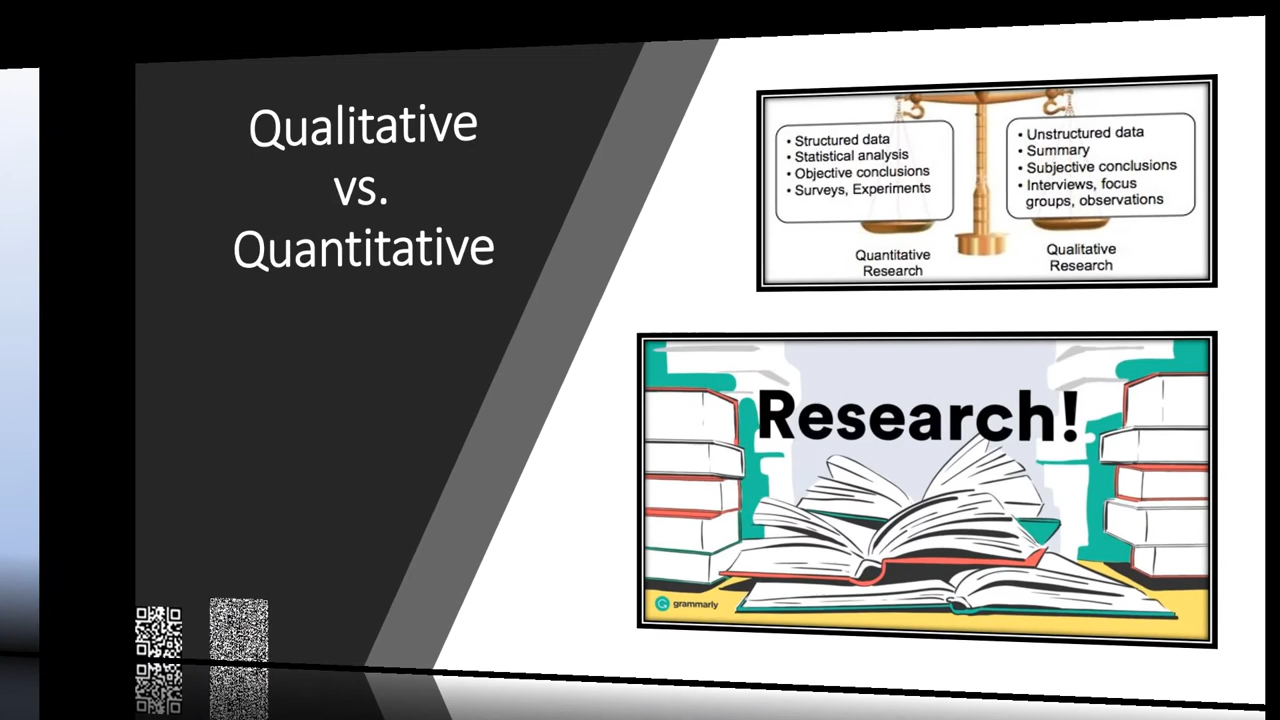 Qualitative
vs.
Quantitative
• Structured data
• Statistical analysis
• Objective conclusions
• Surveys, Experiments
Quantitative
Research
• Unstructured data
• Summary
• Subjective conclusions
• Interviews, focus
groups, observations
Qualitative
Research
Research!
grammarly